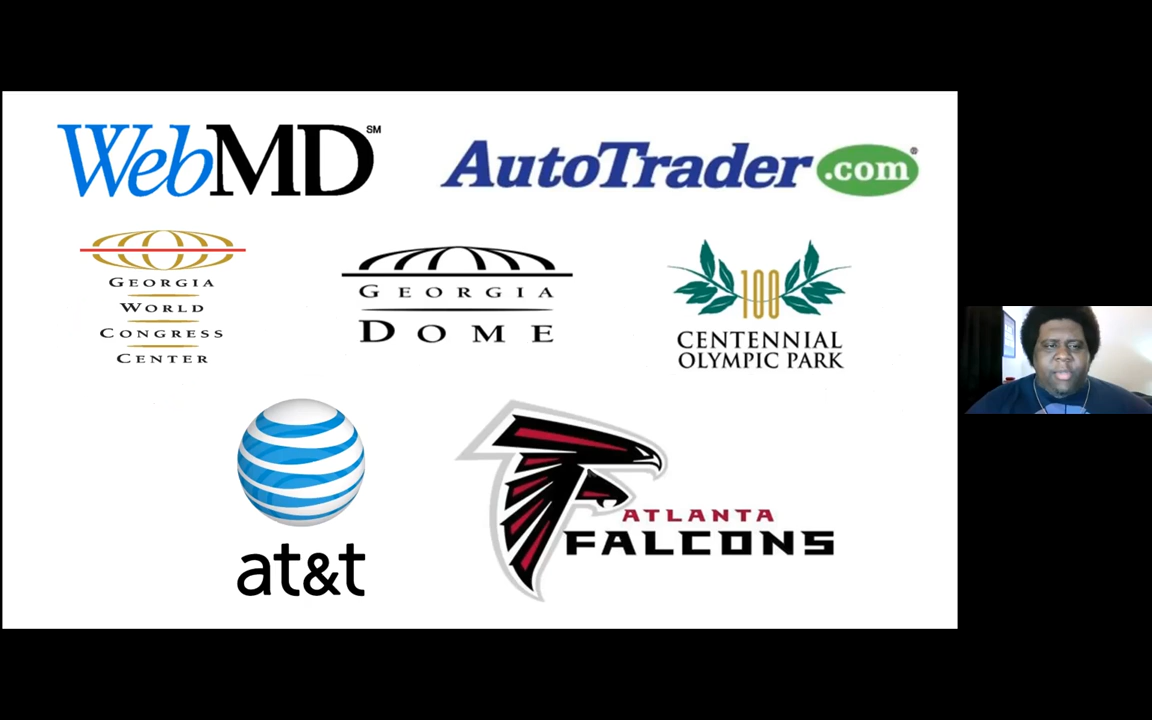 WebMD SM
AutoTrader.com ®
GEORGIA
WORLD
CONGRESS
CENTER
GEORGIA
DOME
100
CENTENNIAL
OLYMPIC PARK
at&t
ATLANTA
FALCONS